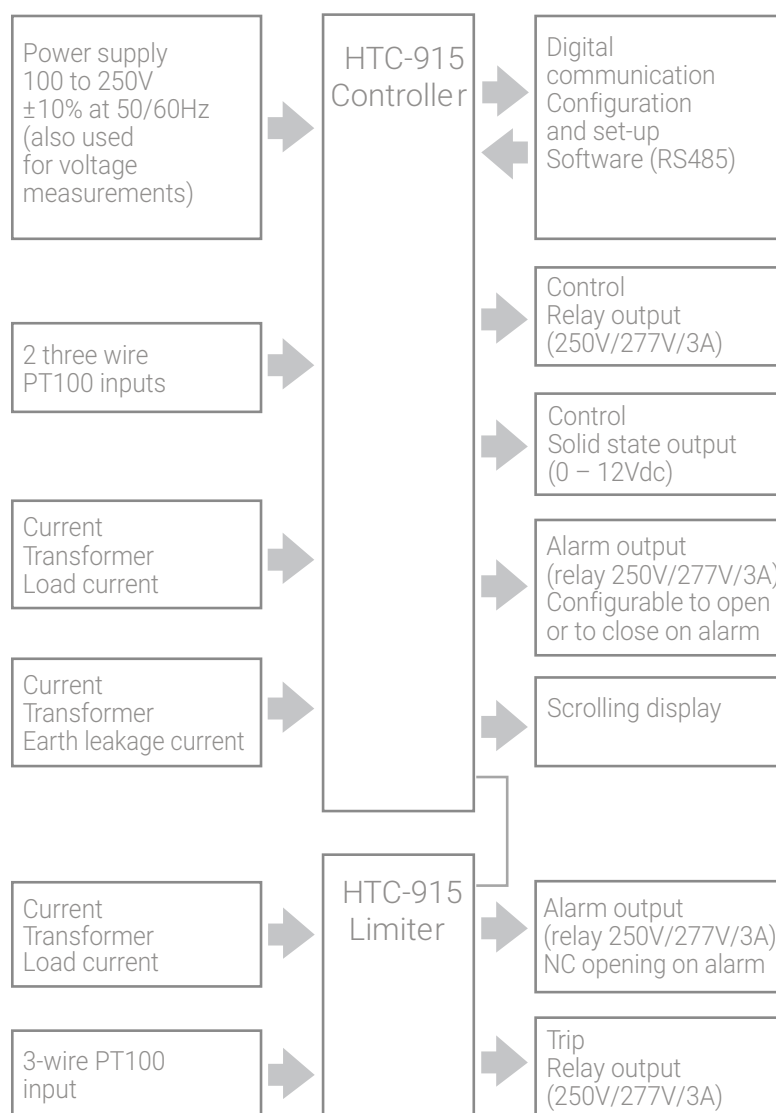 Power supply
100 to 250V
±10% at 50/60Hz
(also used
for voltage
measurements)
HTC-915
Controller
Digital
communication
Configuration
and set-up
Software (RS485)
2 three wire
PT100 inputs
Control
Relay output
(250V/277V/3A)
Control
Solid state output
(0 – 12Vdc)
Current
Transformer
Load current
Alarm output
(relay 250V/277V/3A)
Configurable to open
or to close on alarm
Current
Transformer
Earth leakage current
Scrolling display
Current
Transformer
Load current
HTC-915
Limiter
Alarm output
(relay 250V/277V/3A)
NC opening on alarm
3-wire PT100
input
Trip
Relay output
(250V/277V/3A)